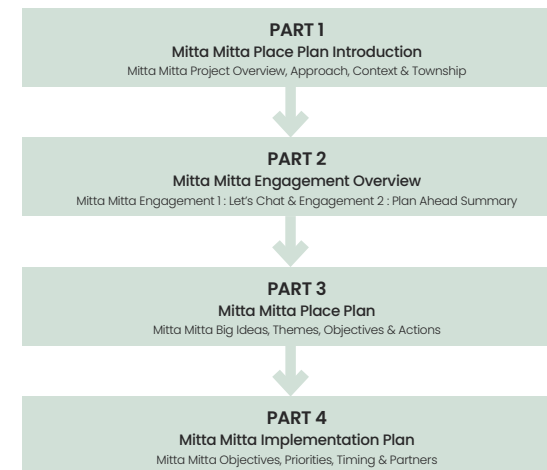 PART 1
Mitta Mitta Place Plan Introduction
Mitta Mitta Project Overview, Approach, Context & Township
PART 2
Mitta Mitta Engagement Overview
Mitta Mitta Engagement 1 : Let's Chat & Engagement 2 : Plan Ahead Summary
PART 3
Mitta Mitta Place Plan
Mitta Mitta Big Ideas, Themes, Objectives & Actions
PART 4
Mitta Mitta Implementation Plan
Mitta Mitta Objectives, Priorities, Timing & Partners